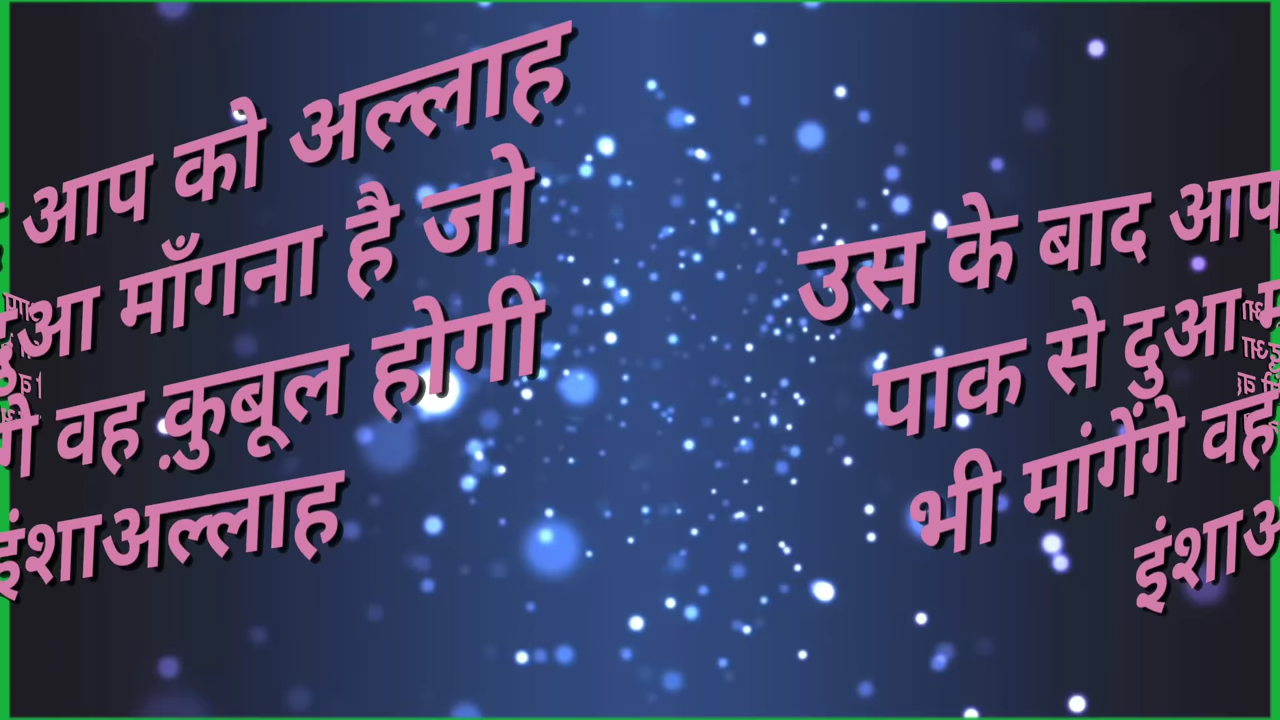 आप को अल्लाह
दुआ माँगना है जो
वह क़ुबूल होगी
इंशाअल्लाह
उस के बाद आप
पाक से दुआ
भी मांगेंगे वह